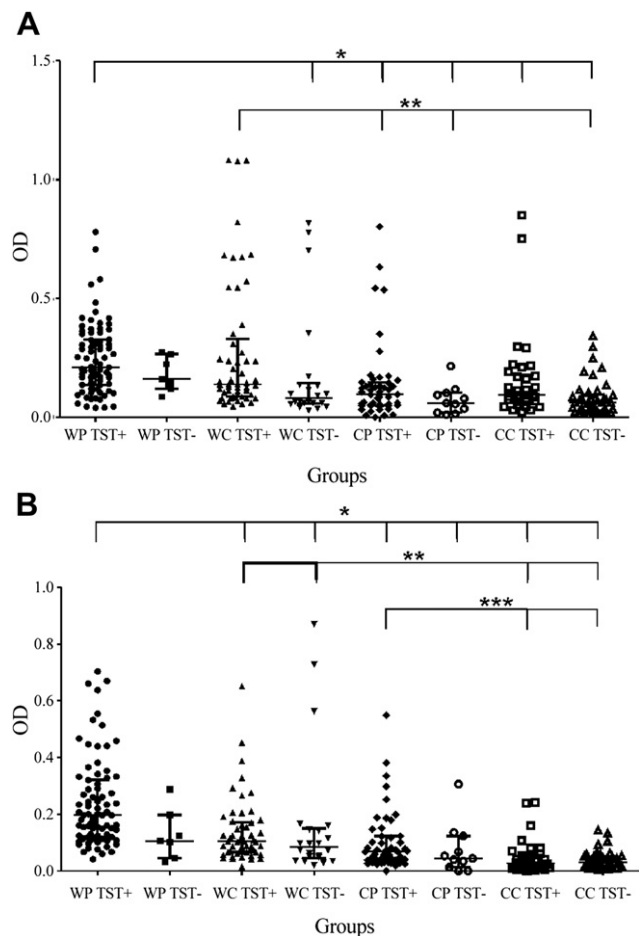 A
*
1.5
**
1.0
OD
0.5
0.0
WP TST+ WP TST- WC TST+ WC TST- CP TST+ CP TST- CC TST+ CC TST-
Groups
B
*
**
1.0
***
0.8
0.6
OD
0.4
0.2
0.0
WP TST+ WP TST- WC TST+ WC TST- CP TST+ CP TST- CC TST+ CC TST-
Groups